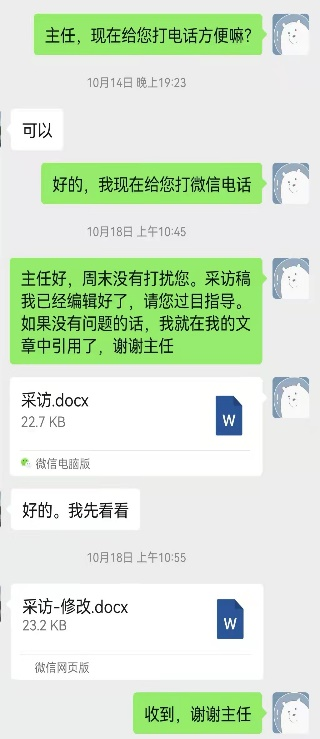 主任，现在给您打电话方便嘛?
10月14日 晚上19:23
可以
好的，我现在给您打微信电话
10月18日 上午10:45
主任好，周末没有打扰您。采访稿
我已经编辑好了，请您过目指导。
如果没有问题的话，我就在我的文
章中引用了，谢谢主任
采访.docx
22.7 KB
W
微信电脑版
好的。我先看看
10月18日 上午10:55
采访-修改.docx
23.2 KB
W
微信网页版
收到，谢谢主任